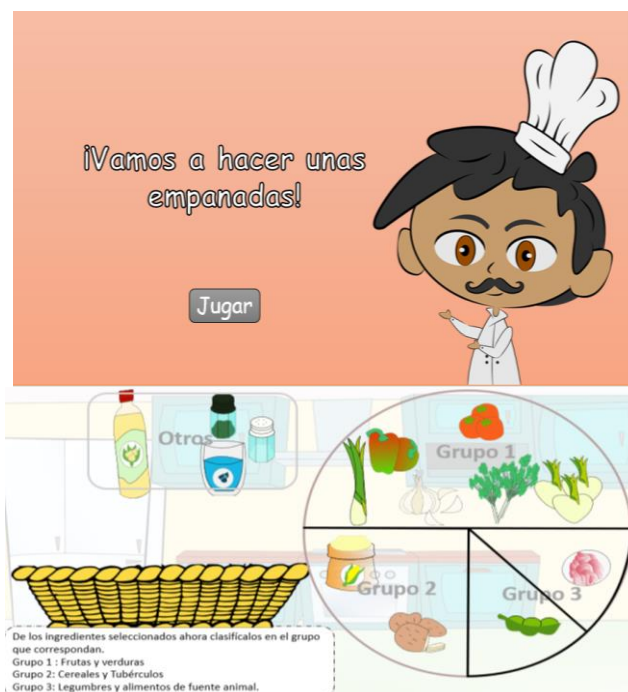 ¡Vamos a hacer unas
empanadas!
Jugar
Otros
Grupo 1
Grupo 2
Grupo 3
De los ingredientes seleccionados ahora clasifícalos en el grupo
que correspondan.
Grupo 1 : Frutas y verduras
Grupo 2: Cereales y Tubérculos
Grupo 3: Legumbres y alimentos de fuente animal.